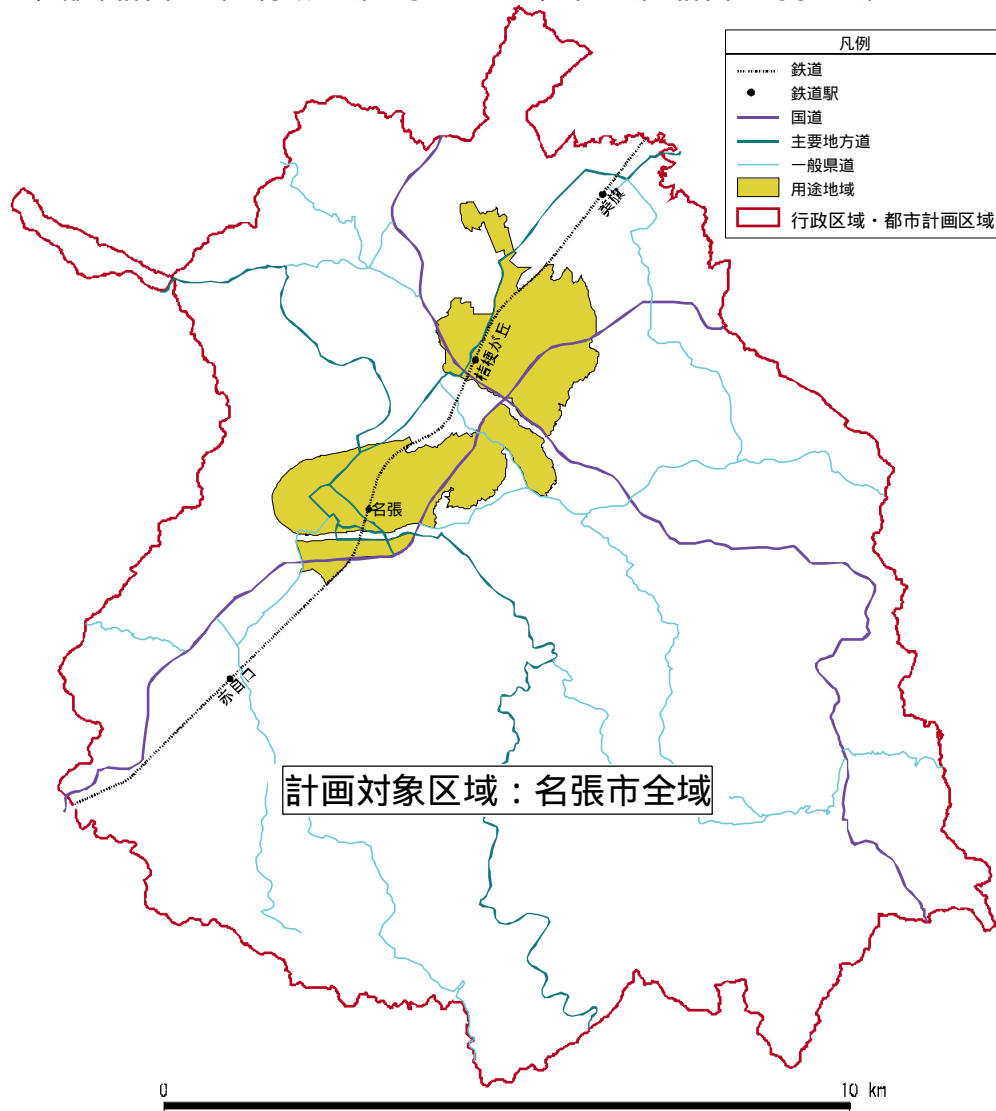 凡例
鉄道
鉄道駅
国道
主要地方道
一般県道
用途地域
行政区域・都市計画区域
美旗
桔梗が丘
名張
赤目口
計画対象区域:名張市全域
0
10 km